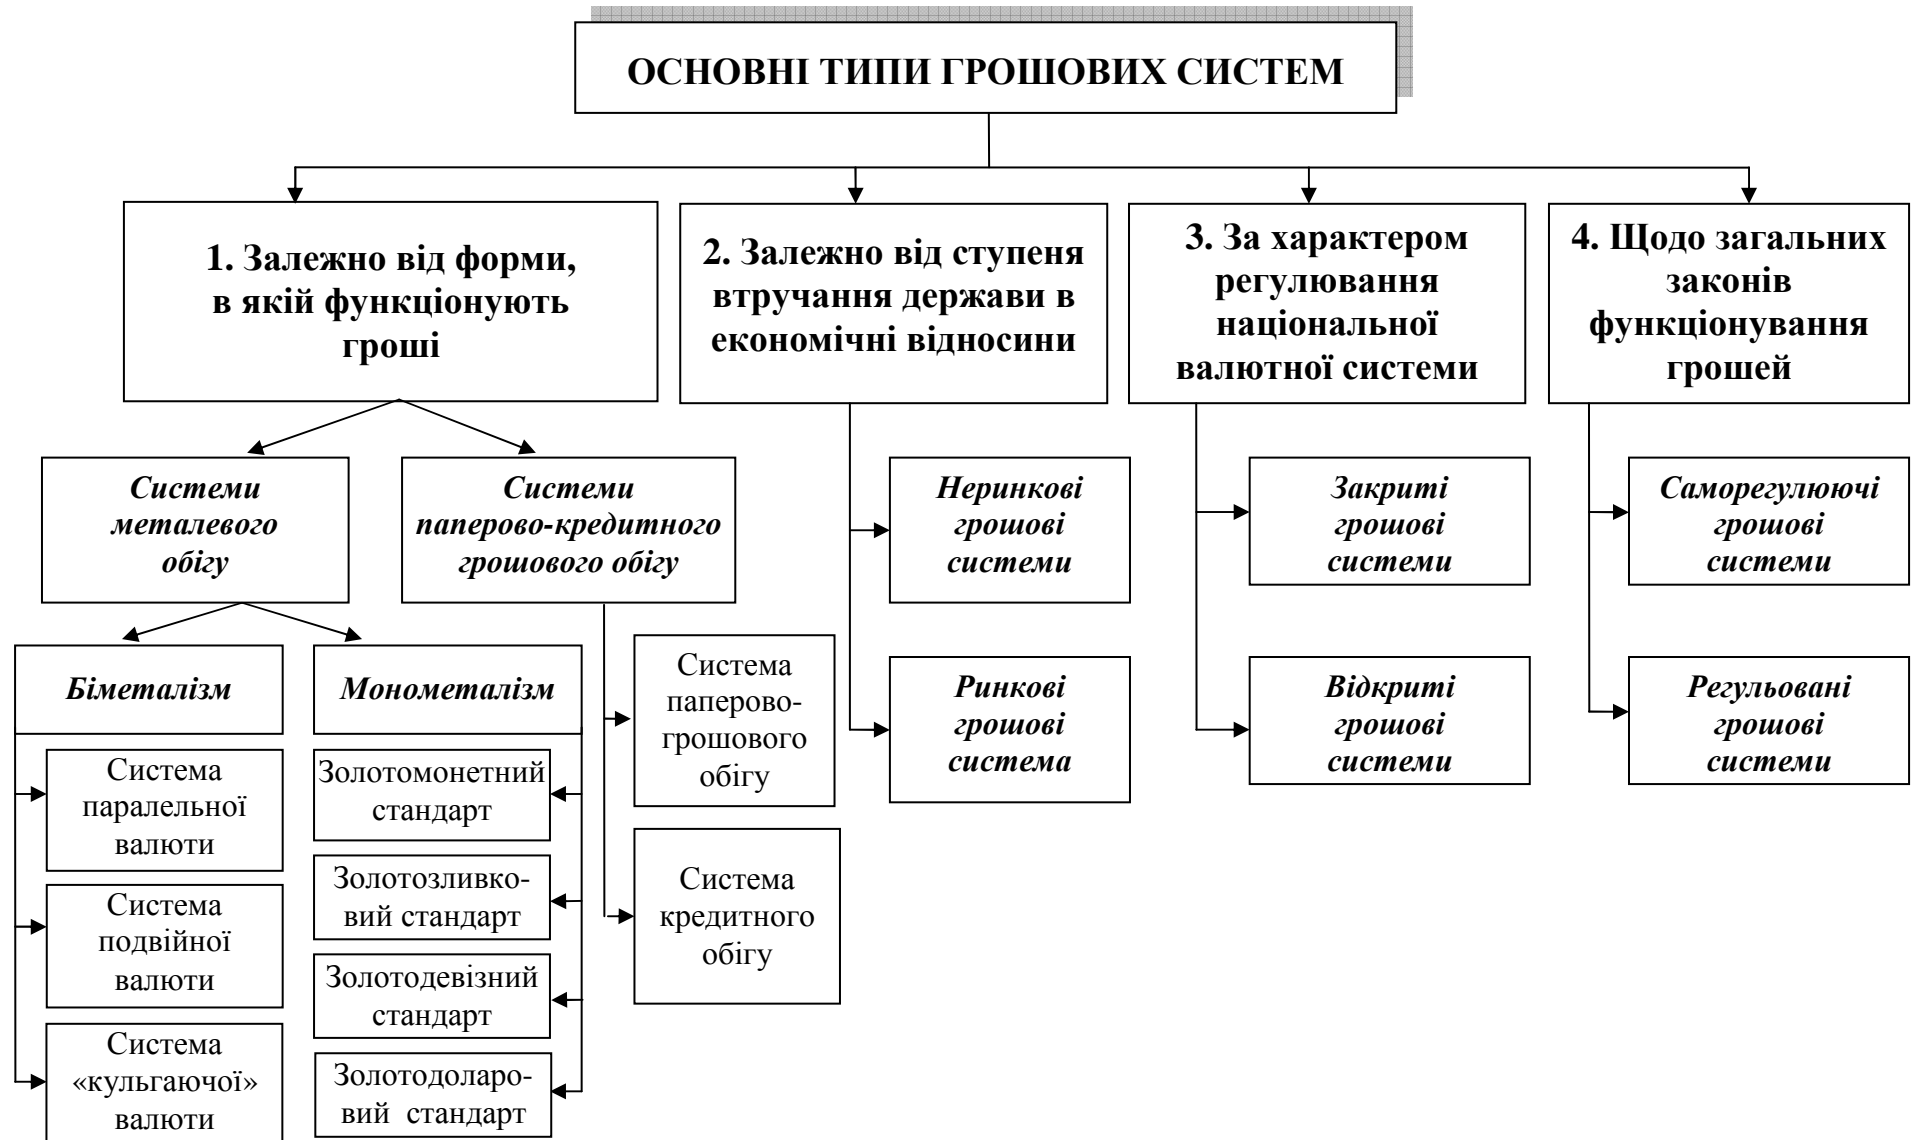 ОСНОВНІ ТИПИ ГРОШОВИХ СИСТЕМ
1. Залежно від форми,
в якій функціонують
гроші
2. Залежно від ступеня
втручання держави в
економічні відносини
3. За характером
регулювання
національної
валютної системи
4. Щодо загальних
законів
функціонування
грошей
Системи
металевого
обігу
Системи
паперово-кредитного
грошового обігу
Неринкові
грошові
системи
Закриті
грошові
системи
Саморегулюючі
грошові
системи
Біметалізм
Монометалізм
Система
паперово-
грошового
обігу
Ринкові
грошові
система
Відкриті
грошові
системи
Регульовані
грошові
системи
Система
паралельної
валюти
Система
подвійної
валюти
Система
«кульгаючої»
валюти
Золотомонетний
стандарт
Золотозливко-
вий стандарт
Золотодевізний
стандарт
Золотодоларо-
вий стандарт
Система
кредитного
обігу